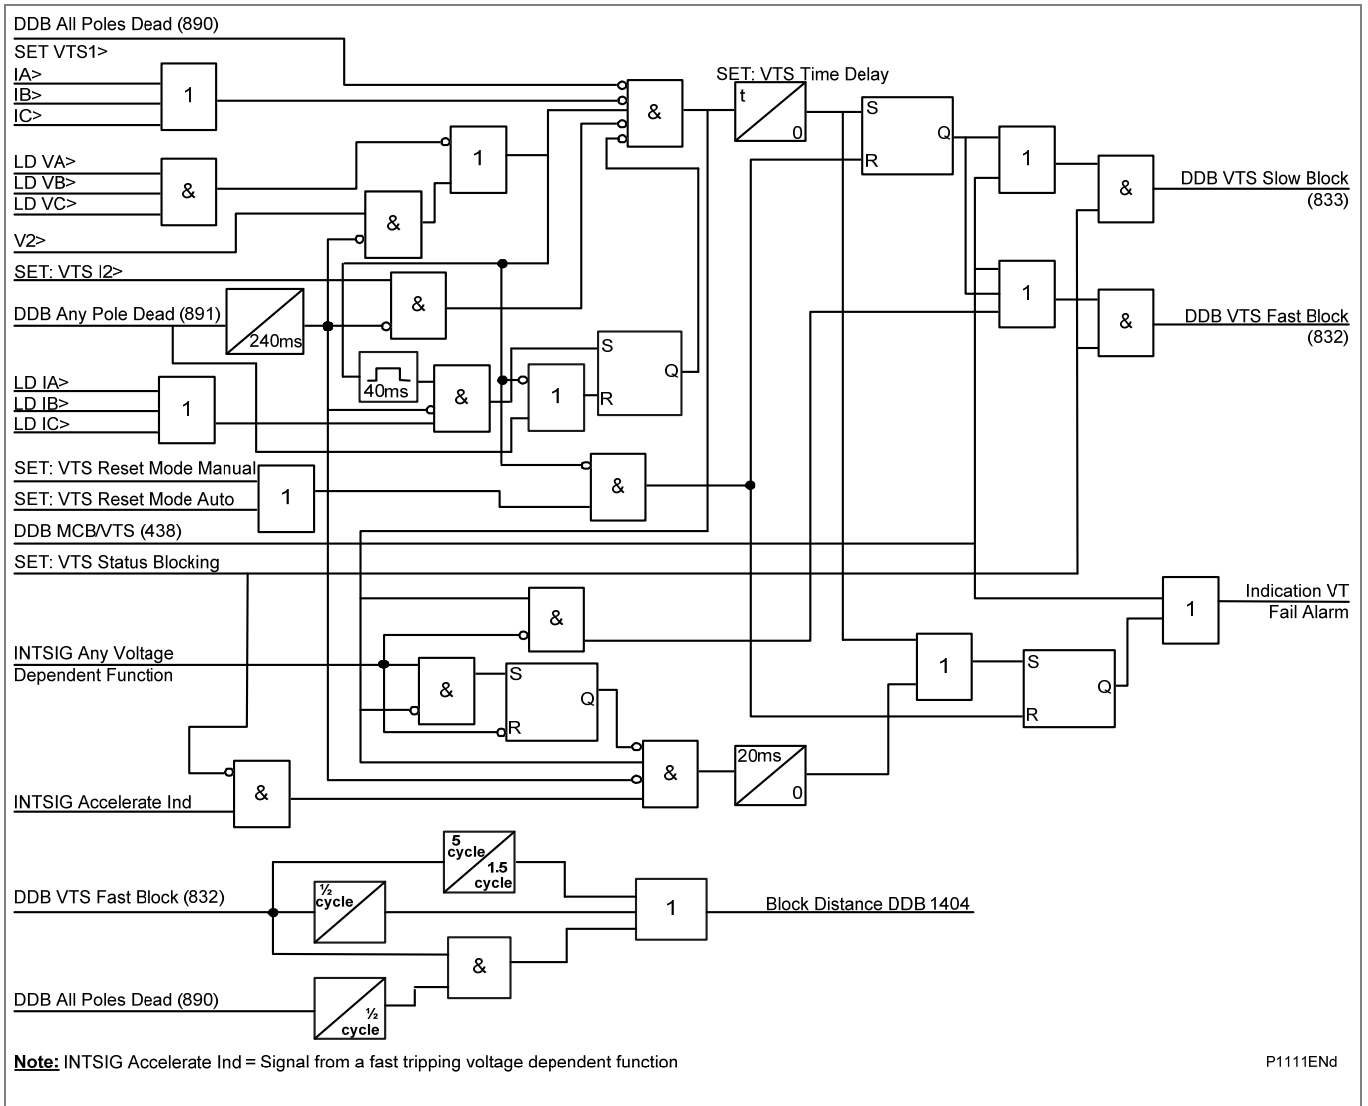 DDB All Poles Dead (890)
SET VTS1>
IA>
IB>
IC>
1
&
SET: VTS Time Delay
t
0
S
Q
R
1
&
DDB VTS Slow Block
(833)
LD VA>
LD VB>
LD VC>
&
1
V2>
&
SET: VTS I2>
&
DDB Any Pole Dead (891)
240ms
1
&
DDB VTS Fast Block
(832)
40ms
&
1
S
Q
R
LD IA>
LD IB>
LD IC>
1
SET: VTS Reset Mode Manual
SET: VTS Reset Mode Auto
1
&
DDB MCB/VTS (438)
SET: VTS Status Blocking
1
Indication VT
Fail Alarm
&
INTSIG Any Voltage
Dependent Function
&
S
Q
R
1
S
Q
R
&
20ms
0
INTSIG Accelerate Ind
&
5
cycle
1.5
cycle
DDB VTS Fast Block (832)
½
cycle
1
Block Distance DDB 1404
&
DDB All Poles Dead (890)
½
cycle
Note: INTSIG Accelerate Ind = Signal from a fast tripping voltage dependent function
P1111ENd